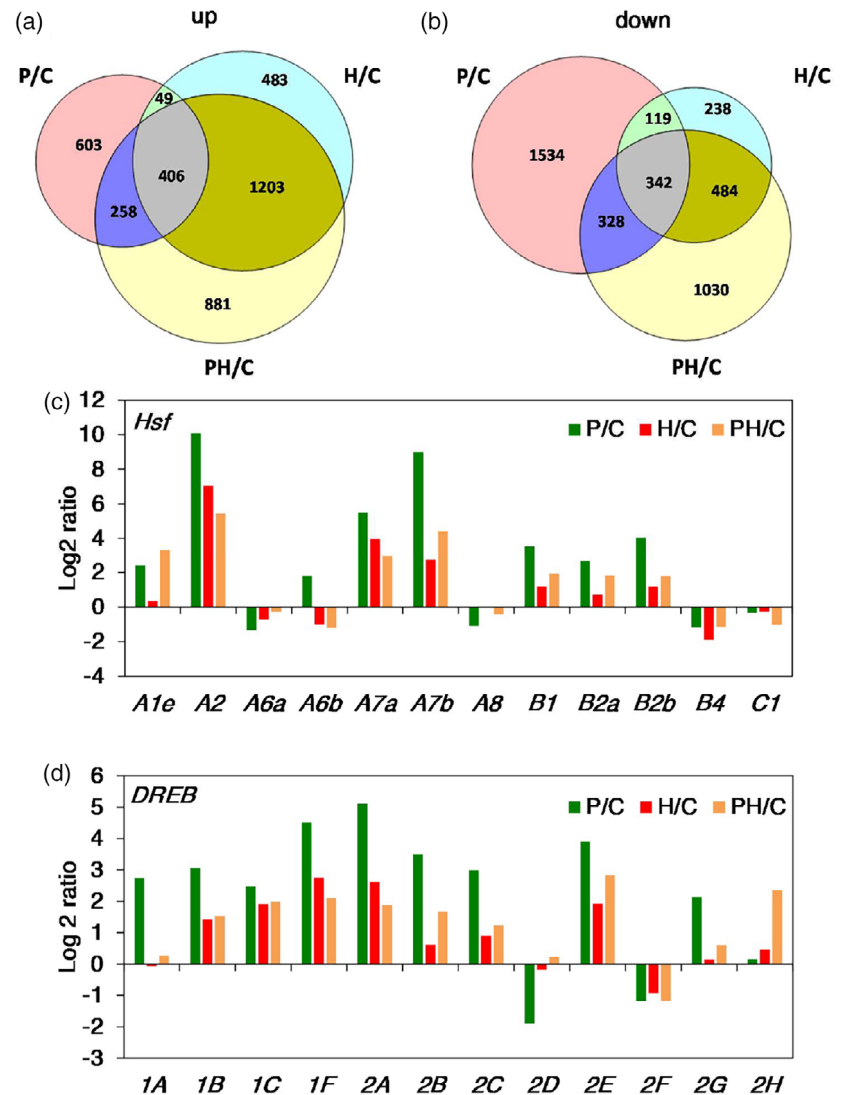 (a) up
P/C
H/C
PH/C
603
49
483
406
258
1203
881
(b) down
P/C
H/C
PH/C
1534
119
238
342
328
484
1030
(c)
Hsf
P/C H/C PH/C
Log2 ratio
12
10
8
6
4
2
0
-2
-4
A1e A2 A6a A6b A7a A7b A8 B1 B2a B2b B4 C1
(d)
DREB
P/C H/C PH/C
Log 2 ratio
6
5
4
3
2
1
0
-1
-2
-3
1A 1B 1C 1F 2A 2B 2C 2D 2E 2F 2G 2H